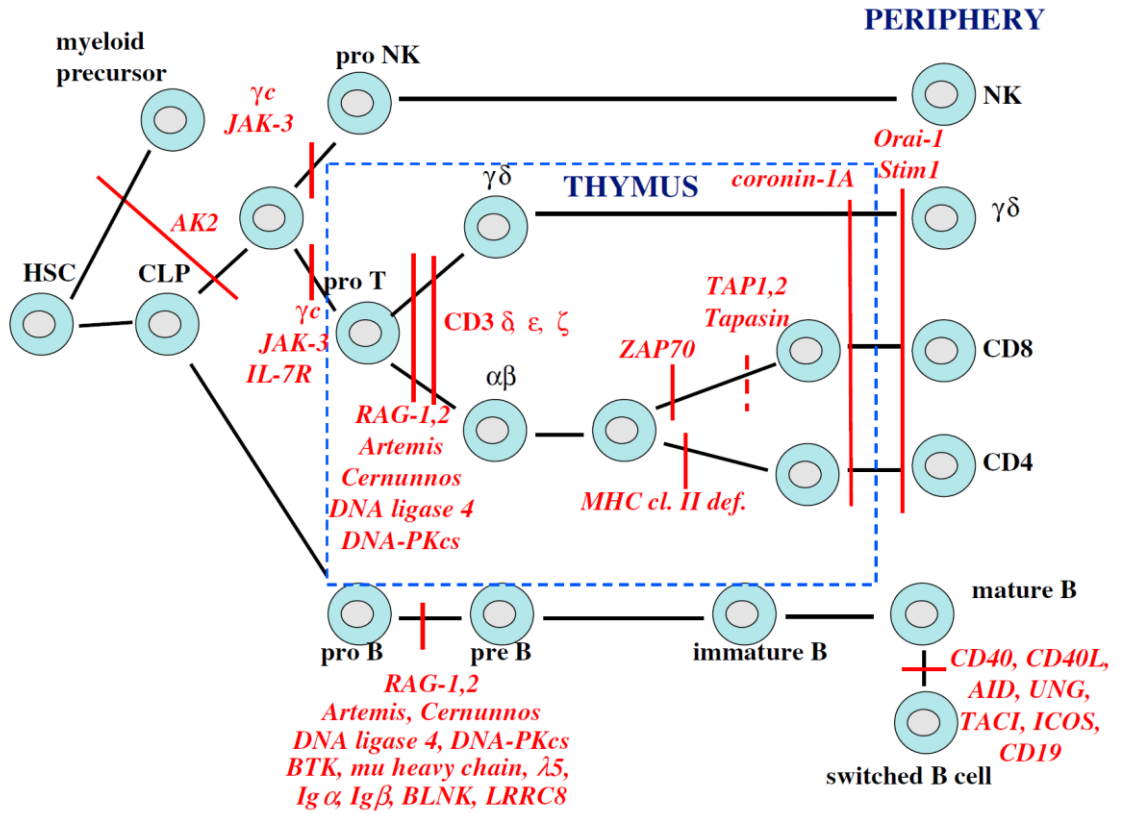 PERIPHERY
myeloid
precursor
pro NK
γc
JAK-3
NK
Orai-1
Stim1
THYMUS
coronin-1A
γδ
γδ
AK2
HSC
CLP
pro T
γc
JAK-3
IL-7R
CD3 δ, ε, ζ
TAP1,2
Tapasin
ZAP70
CD8
αβ
RAG-1,2
Artemis
Cernunnos
DNA ligase 4
DNA-PKcs
MHC cl. II def.
CD4
pro B
pre B
immature B
mature B
RAG-1,2
Artemis, Cernunnos
DNA ligase 4, DNA-PKcs
BTK, mu heavy chain, λ5,
Ig α, Ig β, BLNK, LRRC8
CD40, CD40L,
AID, UNG,
TACI, ICOS,
CD19
switched B cell